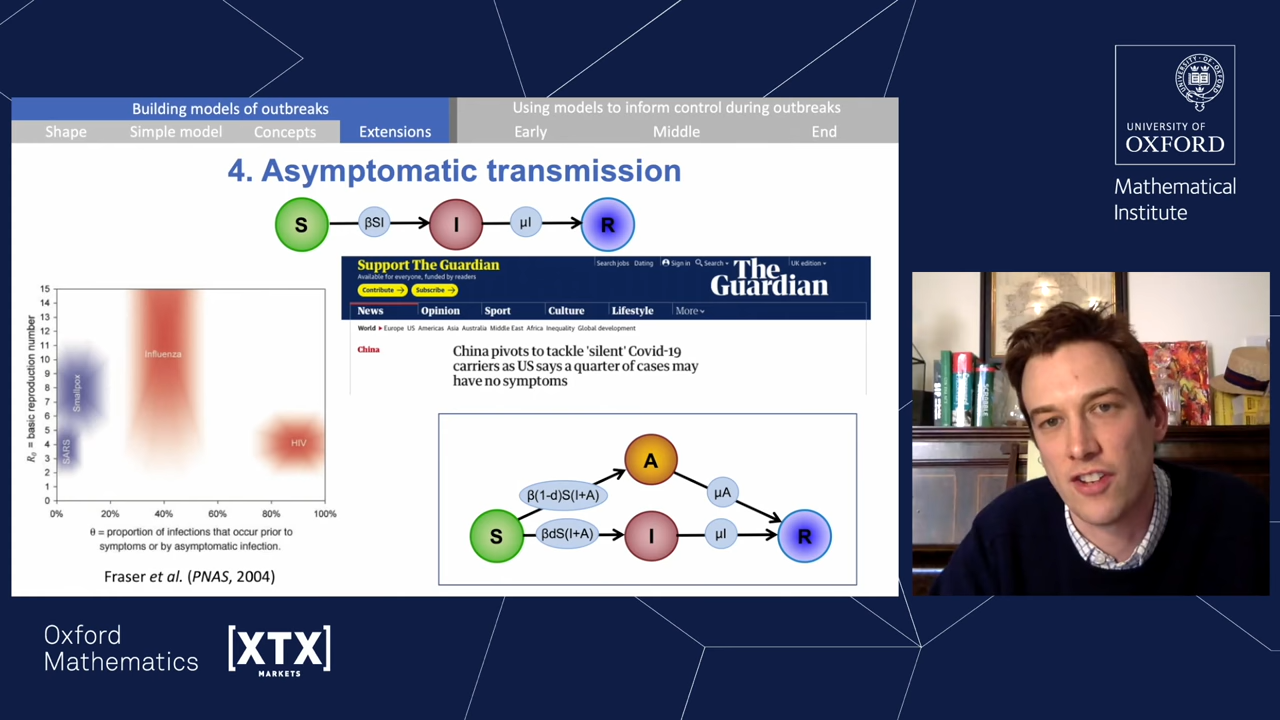 Building models of outbreaks
Using models to inform control during outbreaks
Shape
Simple model
Concepts
Extensions
Early
Middle
End
4. Asymptomatic transmission
S
βSI
I
μI
R
Support The Guardian
Available for everyone, funded by readers
Contribute →
Subscribe →
Search jobs
Dating
Sign in
Search
UK edition
The
Guardian
News
Opinion
Sport
Culture
Lifestyle
More
World
Europe US Americas Asia Australia Middle East Africa Inequality Global development
China
China pivots to tackle 'silent' Covid-19
carriers as US says a quarter of cases may
have no symptoms
R₀ = basic reproduction number
15
14
13
12
11
10
9
8
7
6
5
4
3
2
1
0
0%
20%
40%
60%
80%
100%
Influenza
Smallpox
SARS
HIV
θ = proportion of infections that occur prior to
symptoms or by asymptomatic infection.
Fraser et al. (PNAS, 2004)
A
β(1-d)S(I+A)
μA
S
βdS(I+A)
I
μI
R
UNIVERSITY OF
OXFORD
Mathematical
Institute
Oxford
Mathematics
[XTX]
MARKETS
SCRABBLE